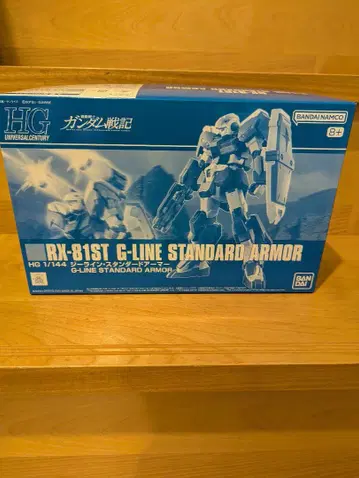 HG
UNIVERSAL CENTURY
ガンダム戦記
BANDAI NAMCO
8+
RX-81ST G-LINE STANDARD ARMOR
HG 1/144 ジーライン・スタンダードアーマー
G-LINE STANDARD ARMOR
BAN
DAI